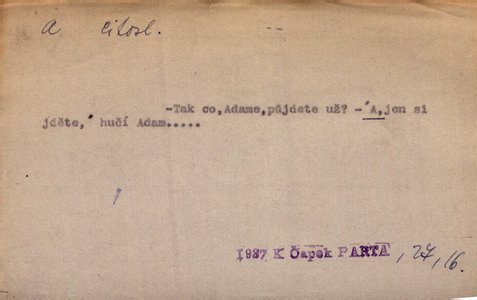 A citosl.
-Tak co,Adame,půjdete už? -´A,jen si
jděte,´ hučí Adam.....
1937 K Čapek PARTA, 27, 16.